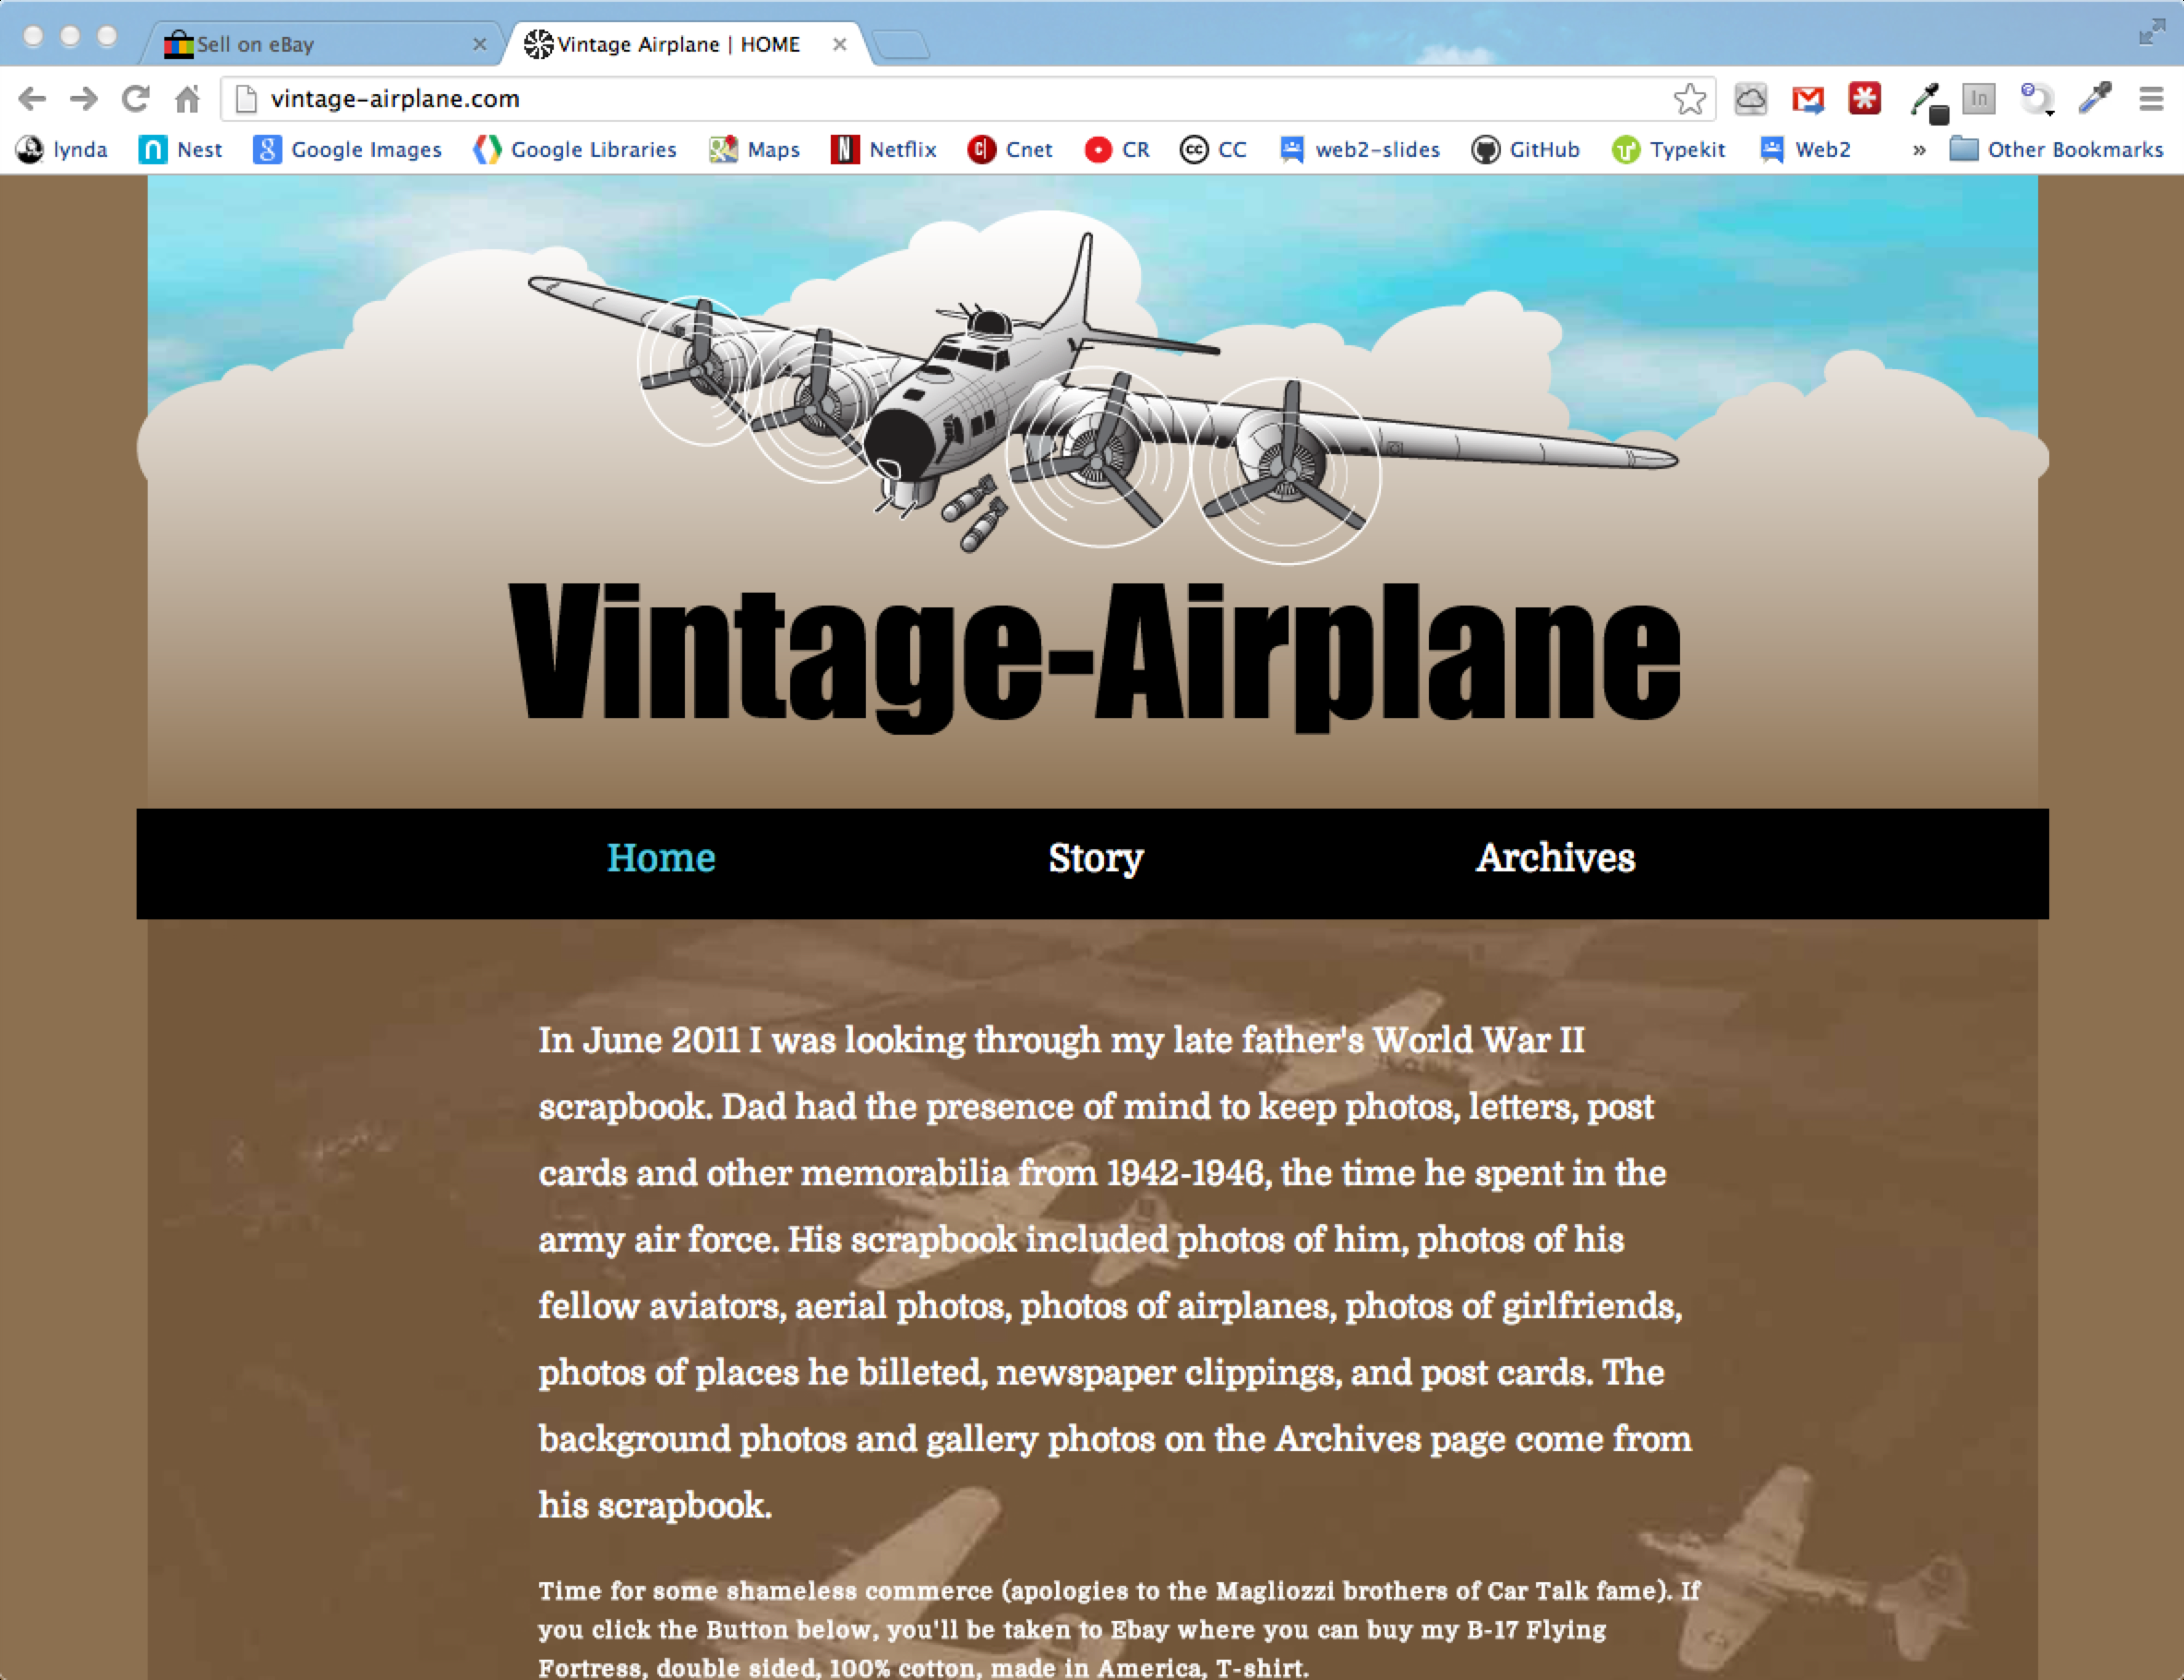 Sell on eBay
Vintage Airplane | HOME
vintage-airplane.com
In
lynda Nest Google Images Google Libraries Maps Netflix Cnet CR CC web2-slides GitHub Typekit Web2 » Other Bookmarks
Vintage-Airplane
Home Story Archives
In June 2011 I was looking through my late father's World War II
scrapbook. Dad had the presence of mind to keep photos, letters, post
cards and other memorabilia from 1942-1946, the time he spent in the
army air force. His scrapbook included photos of him, photos of his
fellow aviators, aerial photos, photos of airplanes, photos of girlfriends,
photos of places he billeted, newspaper clippings, and post cards. The
background photos and gallery photos on the Archives page come from
his scrapbook.
Time for some shameless commerce (apologies to the Magliozzi brothers of Car Talk fame). If
you click the Button below, you'll be taken to Ebay where you can buy my B-17 Flying
Fortress, double sided, 100% cotton, made in America, T-shirt.